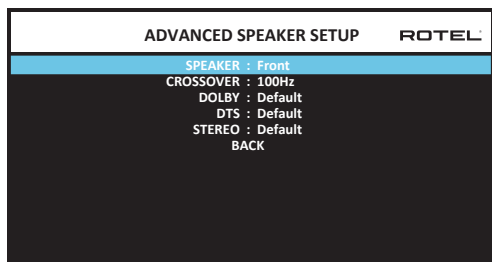 ADVANCED SPEAKER SETUP ROTEL
SPEAKER : Front
CROSSOVER : 100Hz
DOLBY : Default
DTS : Default
STEREO : Default
BACK